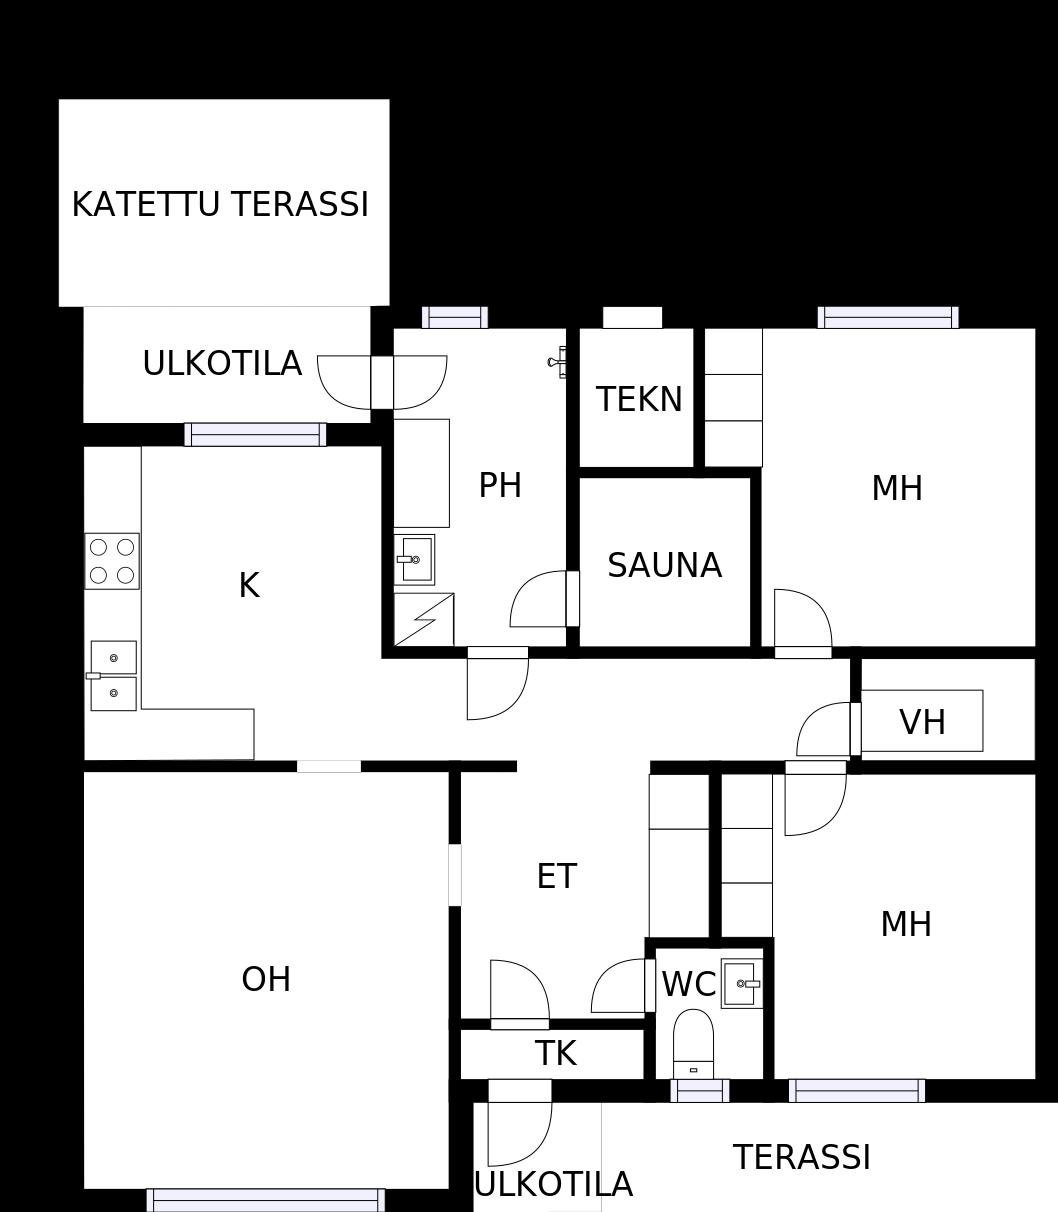 KATETTU TERASSI
ULKOTILA
TEKN
PH
MH
SAUNA
K
VH
ET
MH
OH
WC
TK
TERASSI
ULKOTILA